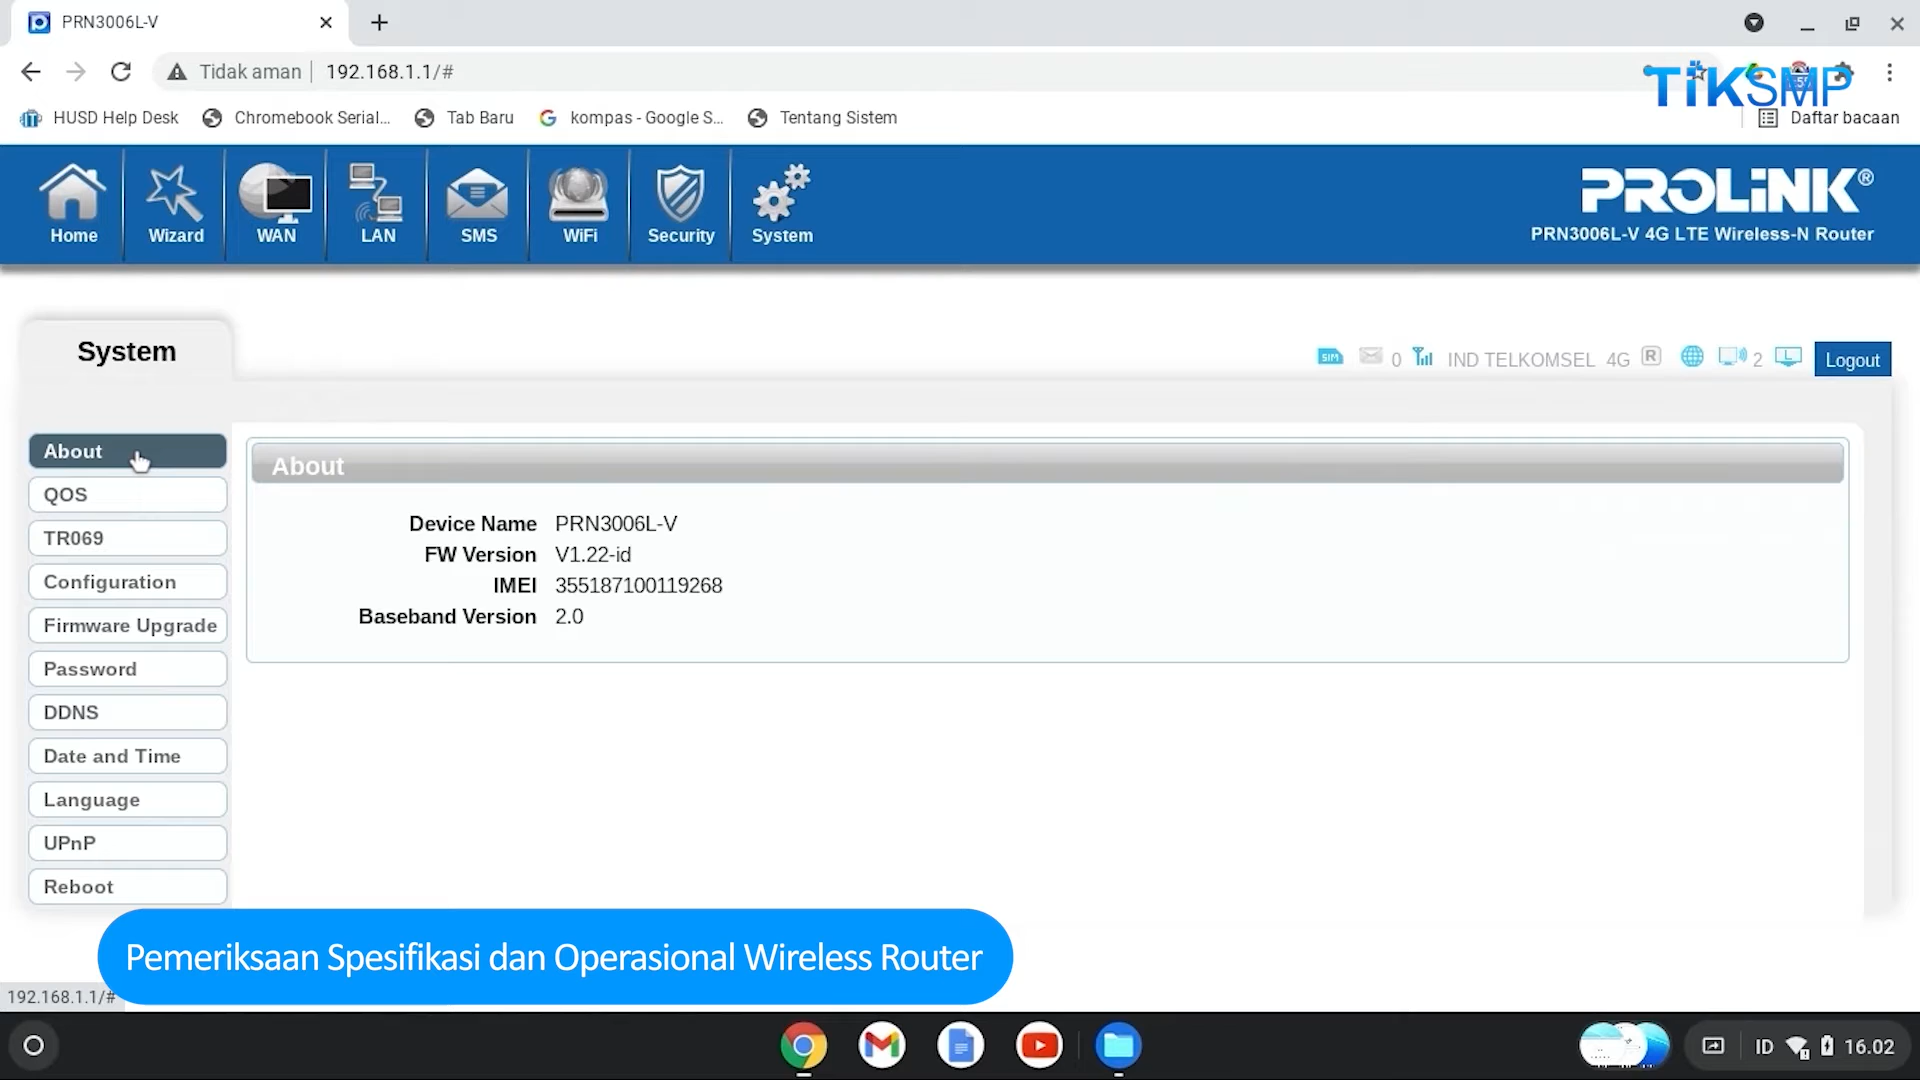 PRN3006L-V
Tidak aman 192.168.1.1/#
TiKSMP
HUSD Help Desk Chromebook Serial... Tab Baru kompas - Google S... Tentang Sistem Daftar bacaan
Home Wizard WAN LAN SMS WiFi Security System
PROLiNK®
PRN3006L-V 4G LTE Wireless-N Router
System
SIM 0 IND TELKOMSEL 4G R 2 L Logout
About
QOS
TR069
Configuration
Firmware Upgrade
Password
DDNS
Date and Time
Language
UPnP
Reboot
About
Device Name PRN3006L-V
FW Version V1.22-id
IMEI 355187100119268
Baseband Version 2.0
Pemeriksaan Spesifikasi dan Operasional Wireless Router
192.168.1.1/#
ID 16.02